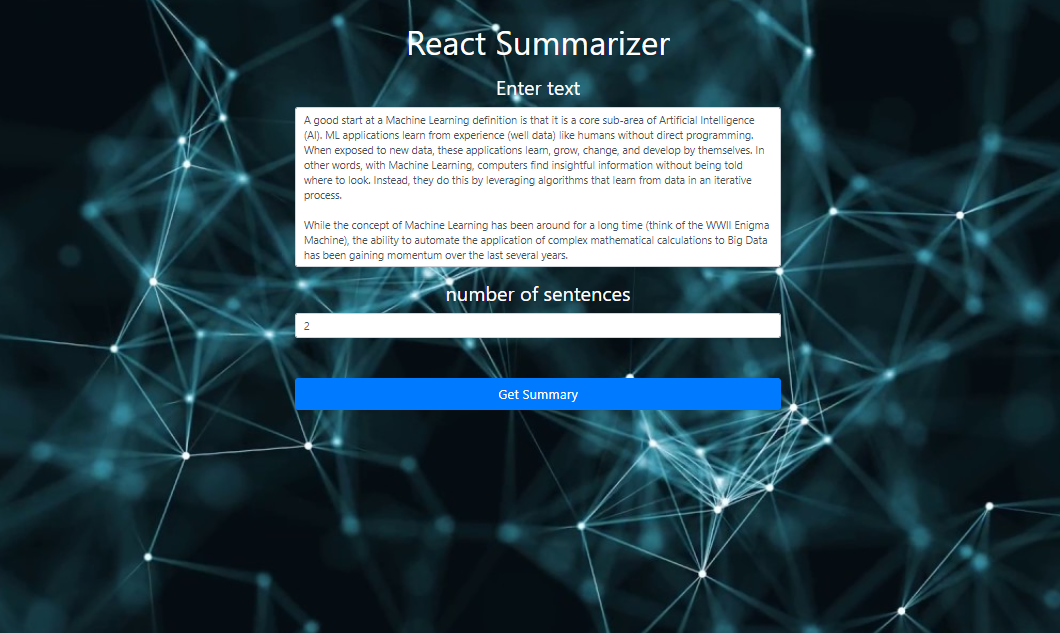 React Summarizer
Enter text
A good start at a Machine Learning definition is that it is a core sub-area of Artificial Intelligence
(AI). ML applications learn from experience (well data) like humans without direct programming.
When exposed to new data, these applications learn, grow, change, and develop by themselves. In
other words, with Machine Learning, computers find insightful information without being told
where to look. Instead, they do this by leveraging algorithms that learn from data in an iterative
process.
While the concept of Machine Learning has been around for a long time (think of the WWII Enigma
Machine), the ability to automate the application of complex mathematical calculations to Big Data
has been gaining momentum over the last several years.
number of sentences
2
Get Summary